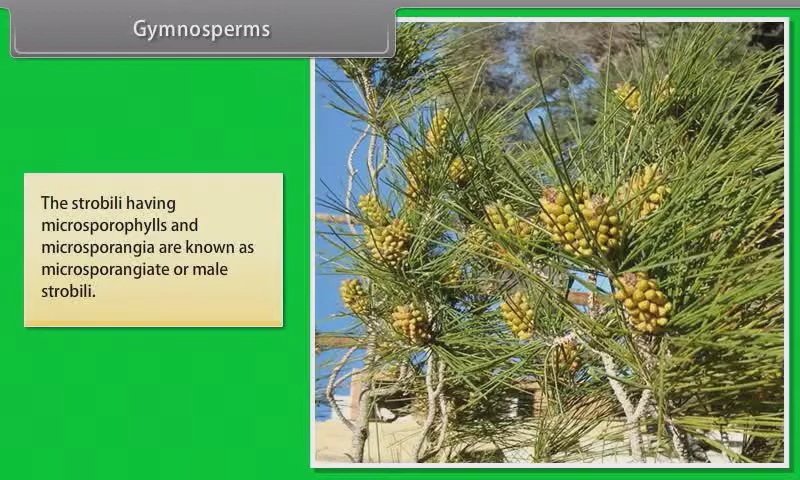 Gymnosperms
The strobili having
microsporophylls and
microsporangia are known as
microsporangiate or male
strobili.